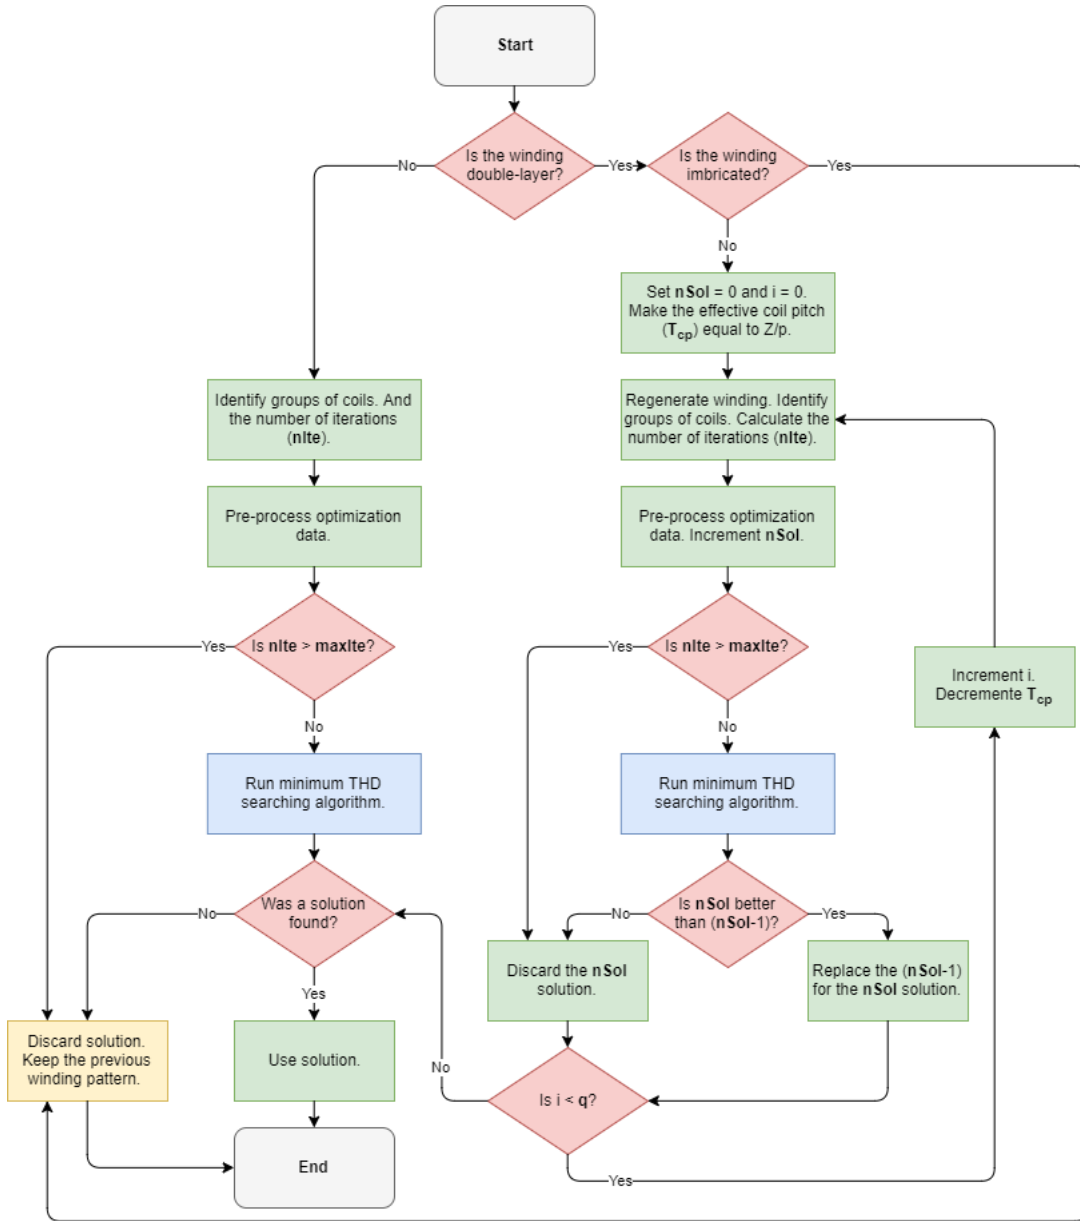 Start
Is the winding
double-layer?
No
Yes
Is the winding
imbricated?
Yes
No
Set nSol = 0 and i = 0.
Make the effective coil pitch
(Tcp) equal to Z/p.
Identify groups of coils. And
the number of iterations
(nIte).
Regenerate winding. Identify
groups of coils. Calculate the
number of iterations (nIte).
Pre-process optimization
data.
Pre-process optimization
data. Increment nSol.
Yes
Is nIte > maxIte?
No
Yes
Is nIte > maxIte?
No
Increment i.
Decremente Tcp
Run minimum THD
searching algorithm.
Run minimum THD
searching algorithm.
No
Was a solution
found?
Yes
No
Is nSol better
than (nSol-1)?
Yes
Discard the nSol
solution.
Replace the (nSol-1)
for the nSol solution.
Discard solution.
Keep the previous
winding pattern.
Use solution.
No
Is i < q?
Yes
End